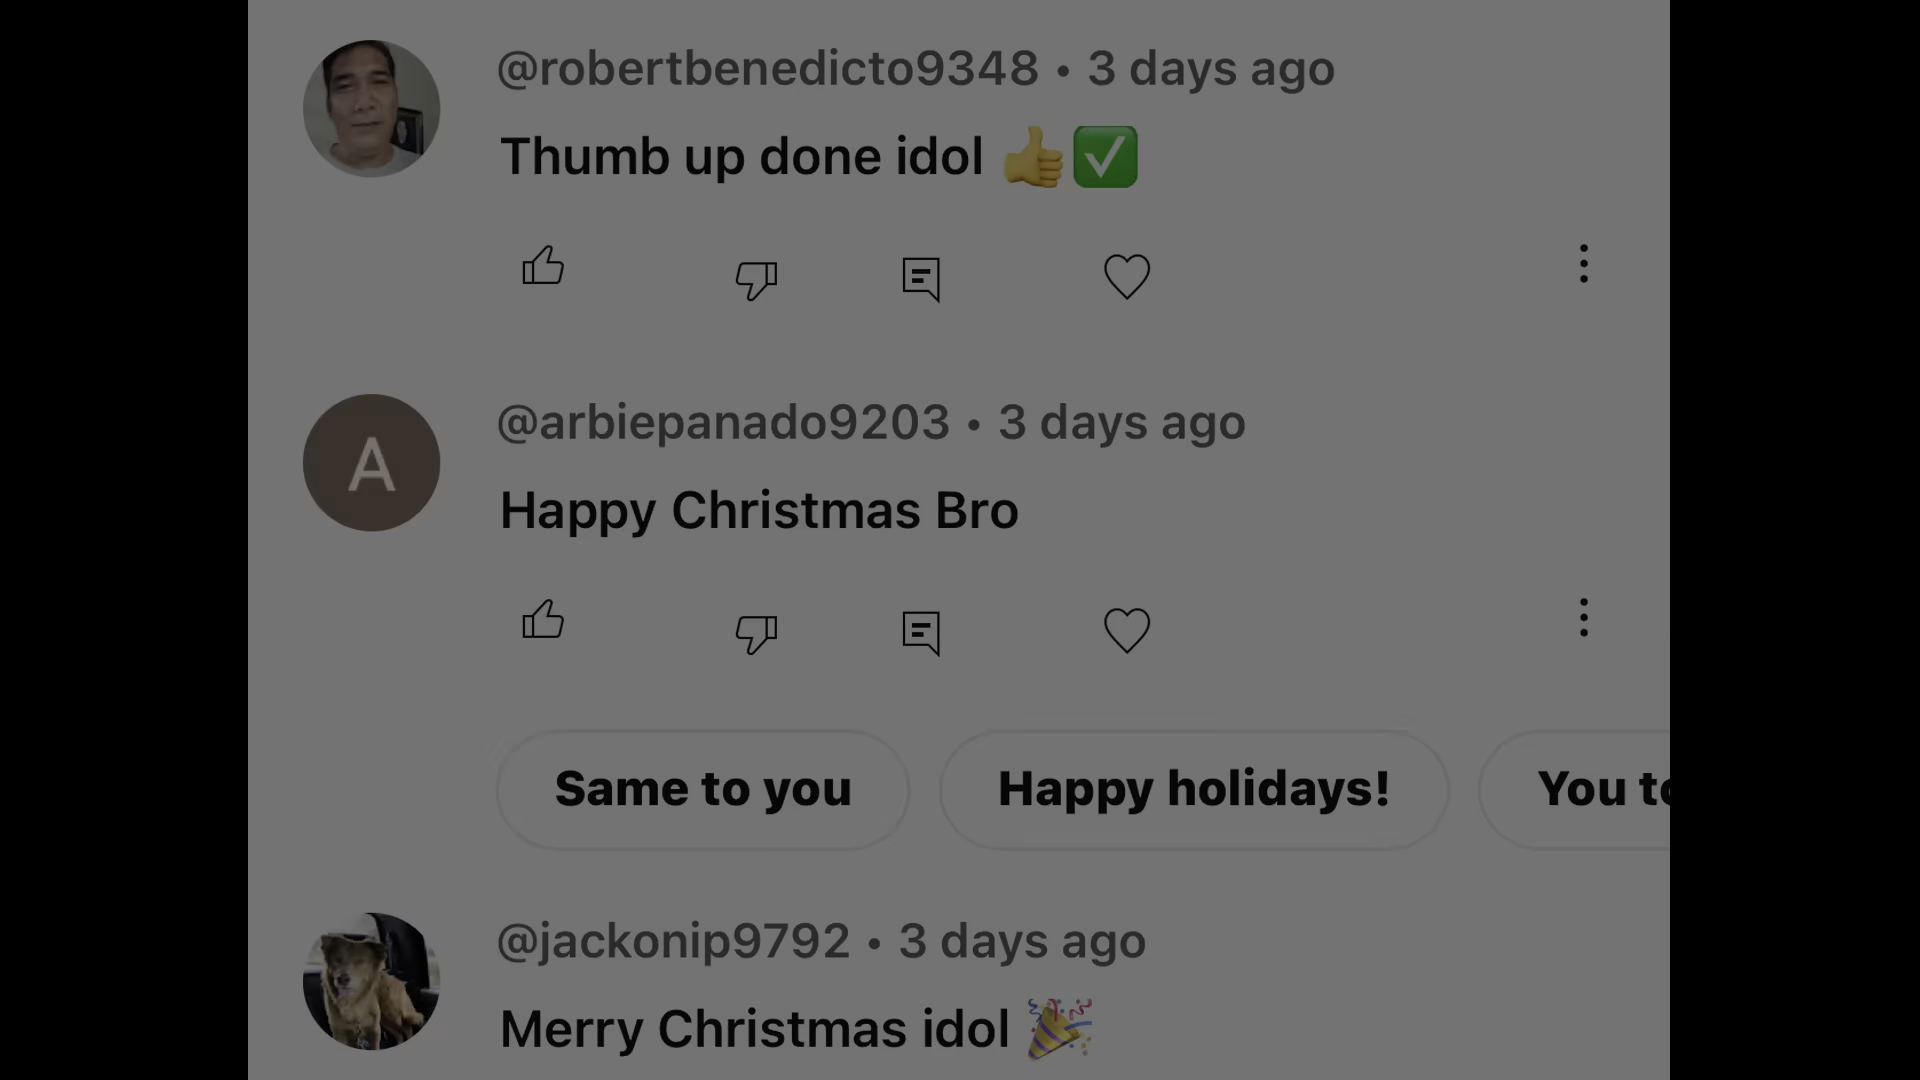 @robertbenedicto9348 • 3 days ago
Thumb up done idol 👍✅
A
@arbiepanado9203 • 3 days ago
Happy Christmas Bro
Same to you
Happy holidays!
You
@jackonip9792 • 3 days ago
Merry Christmas idol 🎉